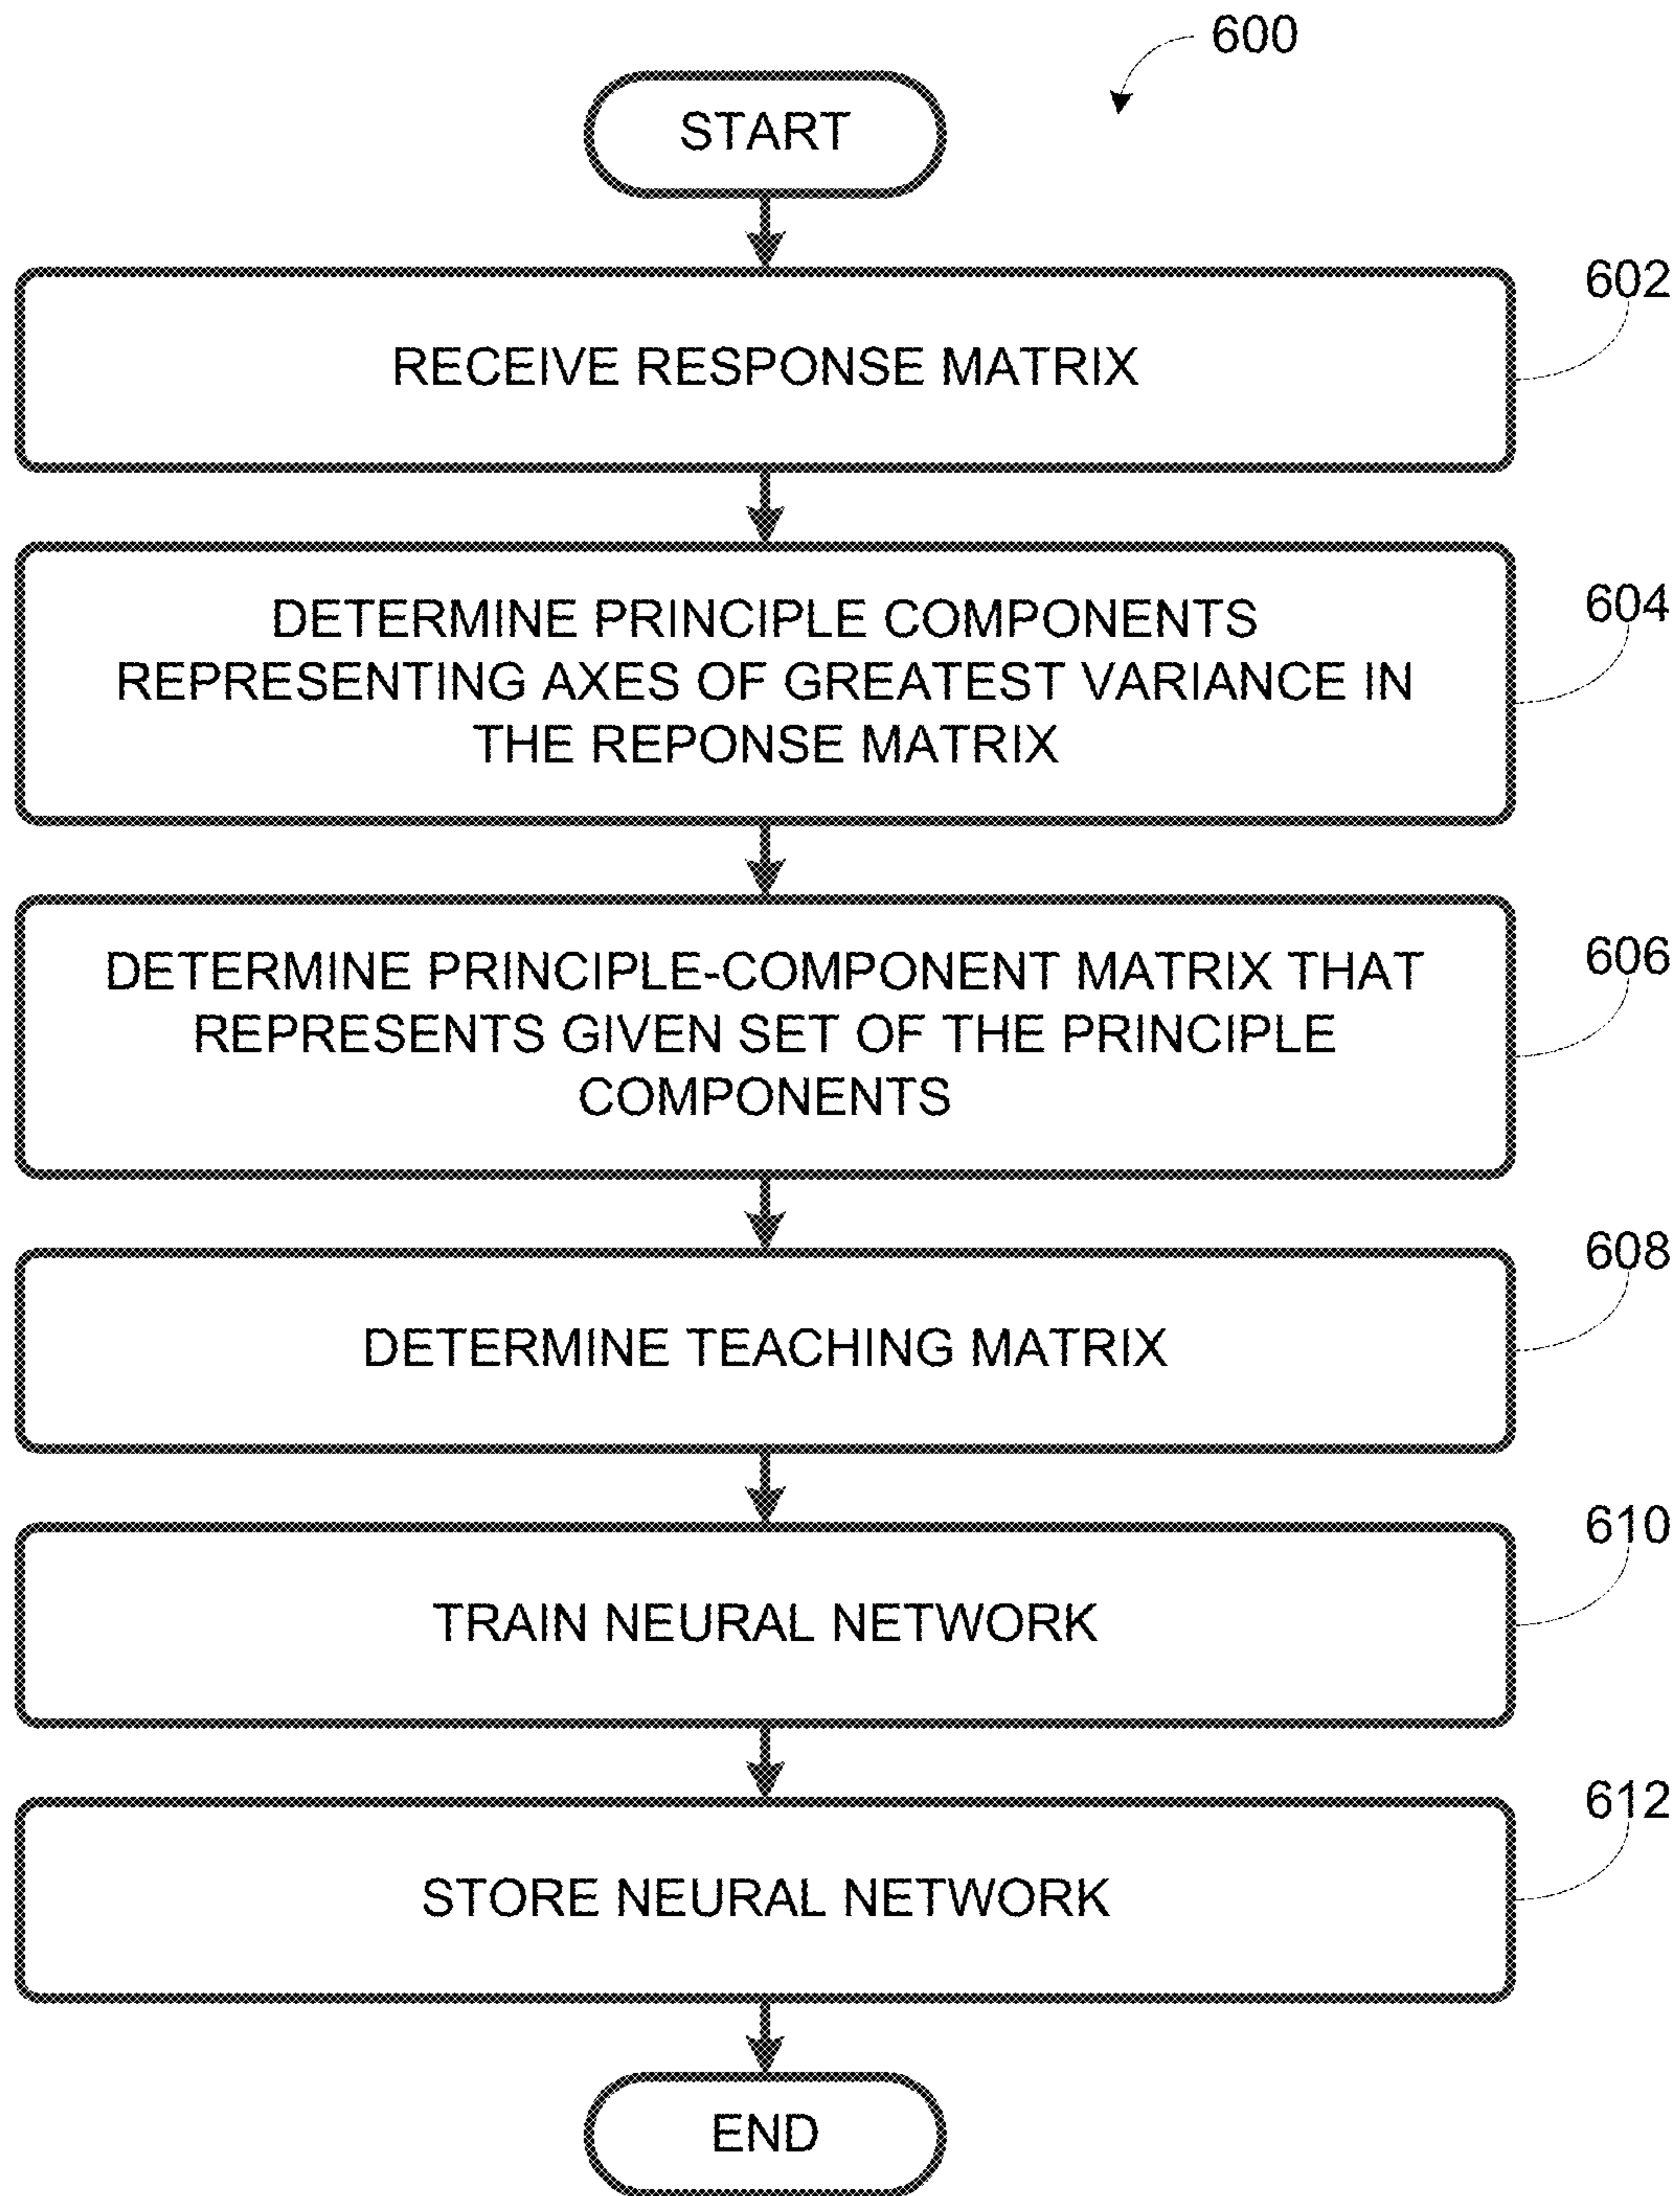 600
START
602
RECEIVE RESPONSE MATRIX
604
DETERMINE PRINCIPLE COMPONENTS
REPRESENTING AXES OF GREATEST VARIANCE IN
THE REPONSE MATRIX
606
DETERMINE PRINCIPLE-COMPONENT MATRIX THAT
REPRESENTS GIVEN SET OF THE PRINCIPLE
COMPONENTS
608
DETERMINE TEACHING MATRIX
610
TRAIN NEURAL NETWORK
612
STORE NEURAL NETWORK
END